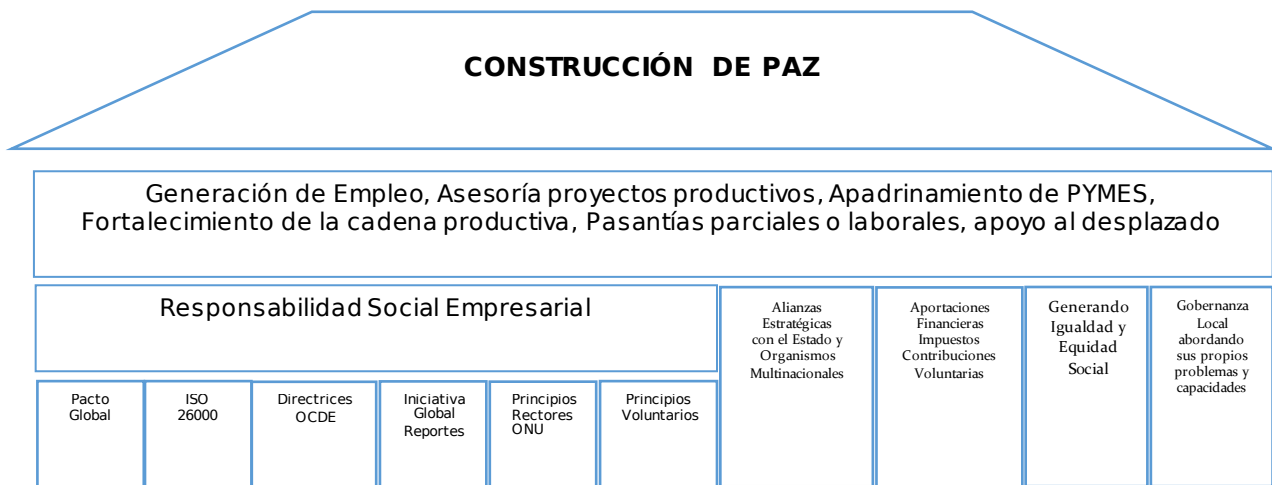 CONSTRUCCIÓN DE PAZ
Generación de Empleo, Asesoría proyectos productivos, Apadrinamiento de PYMES,
Fortalecimiento de la cadena productiva, Pasantías parciales o laborales, apoyo al desplazado
Responsabilidad Social Empresarial
Pacto
Global
ISO
26000
Directrices
OCDE
Iniciativa
Global
Reportes
Principios
Rectores
ONU
Principios
Voluntarios
Alianzas
Estratégicas
con el Estado y
Organismos
Multinacionales
Aportaciones
Financieras
Impuestos
Contribuciones
Voluntarias
Generando
Igualdad y
Equidad
Social
Gobernanza
Local
abordando
sus propios
problemas y
capacidades